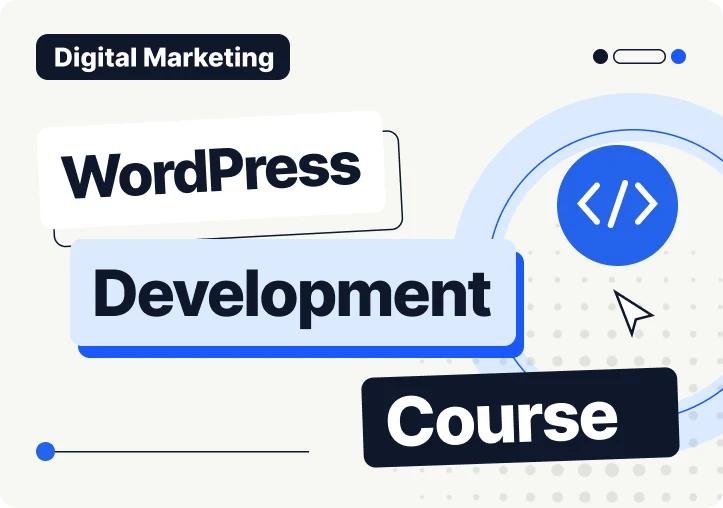 Digital Marketing
WordPress
Development
Course